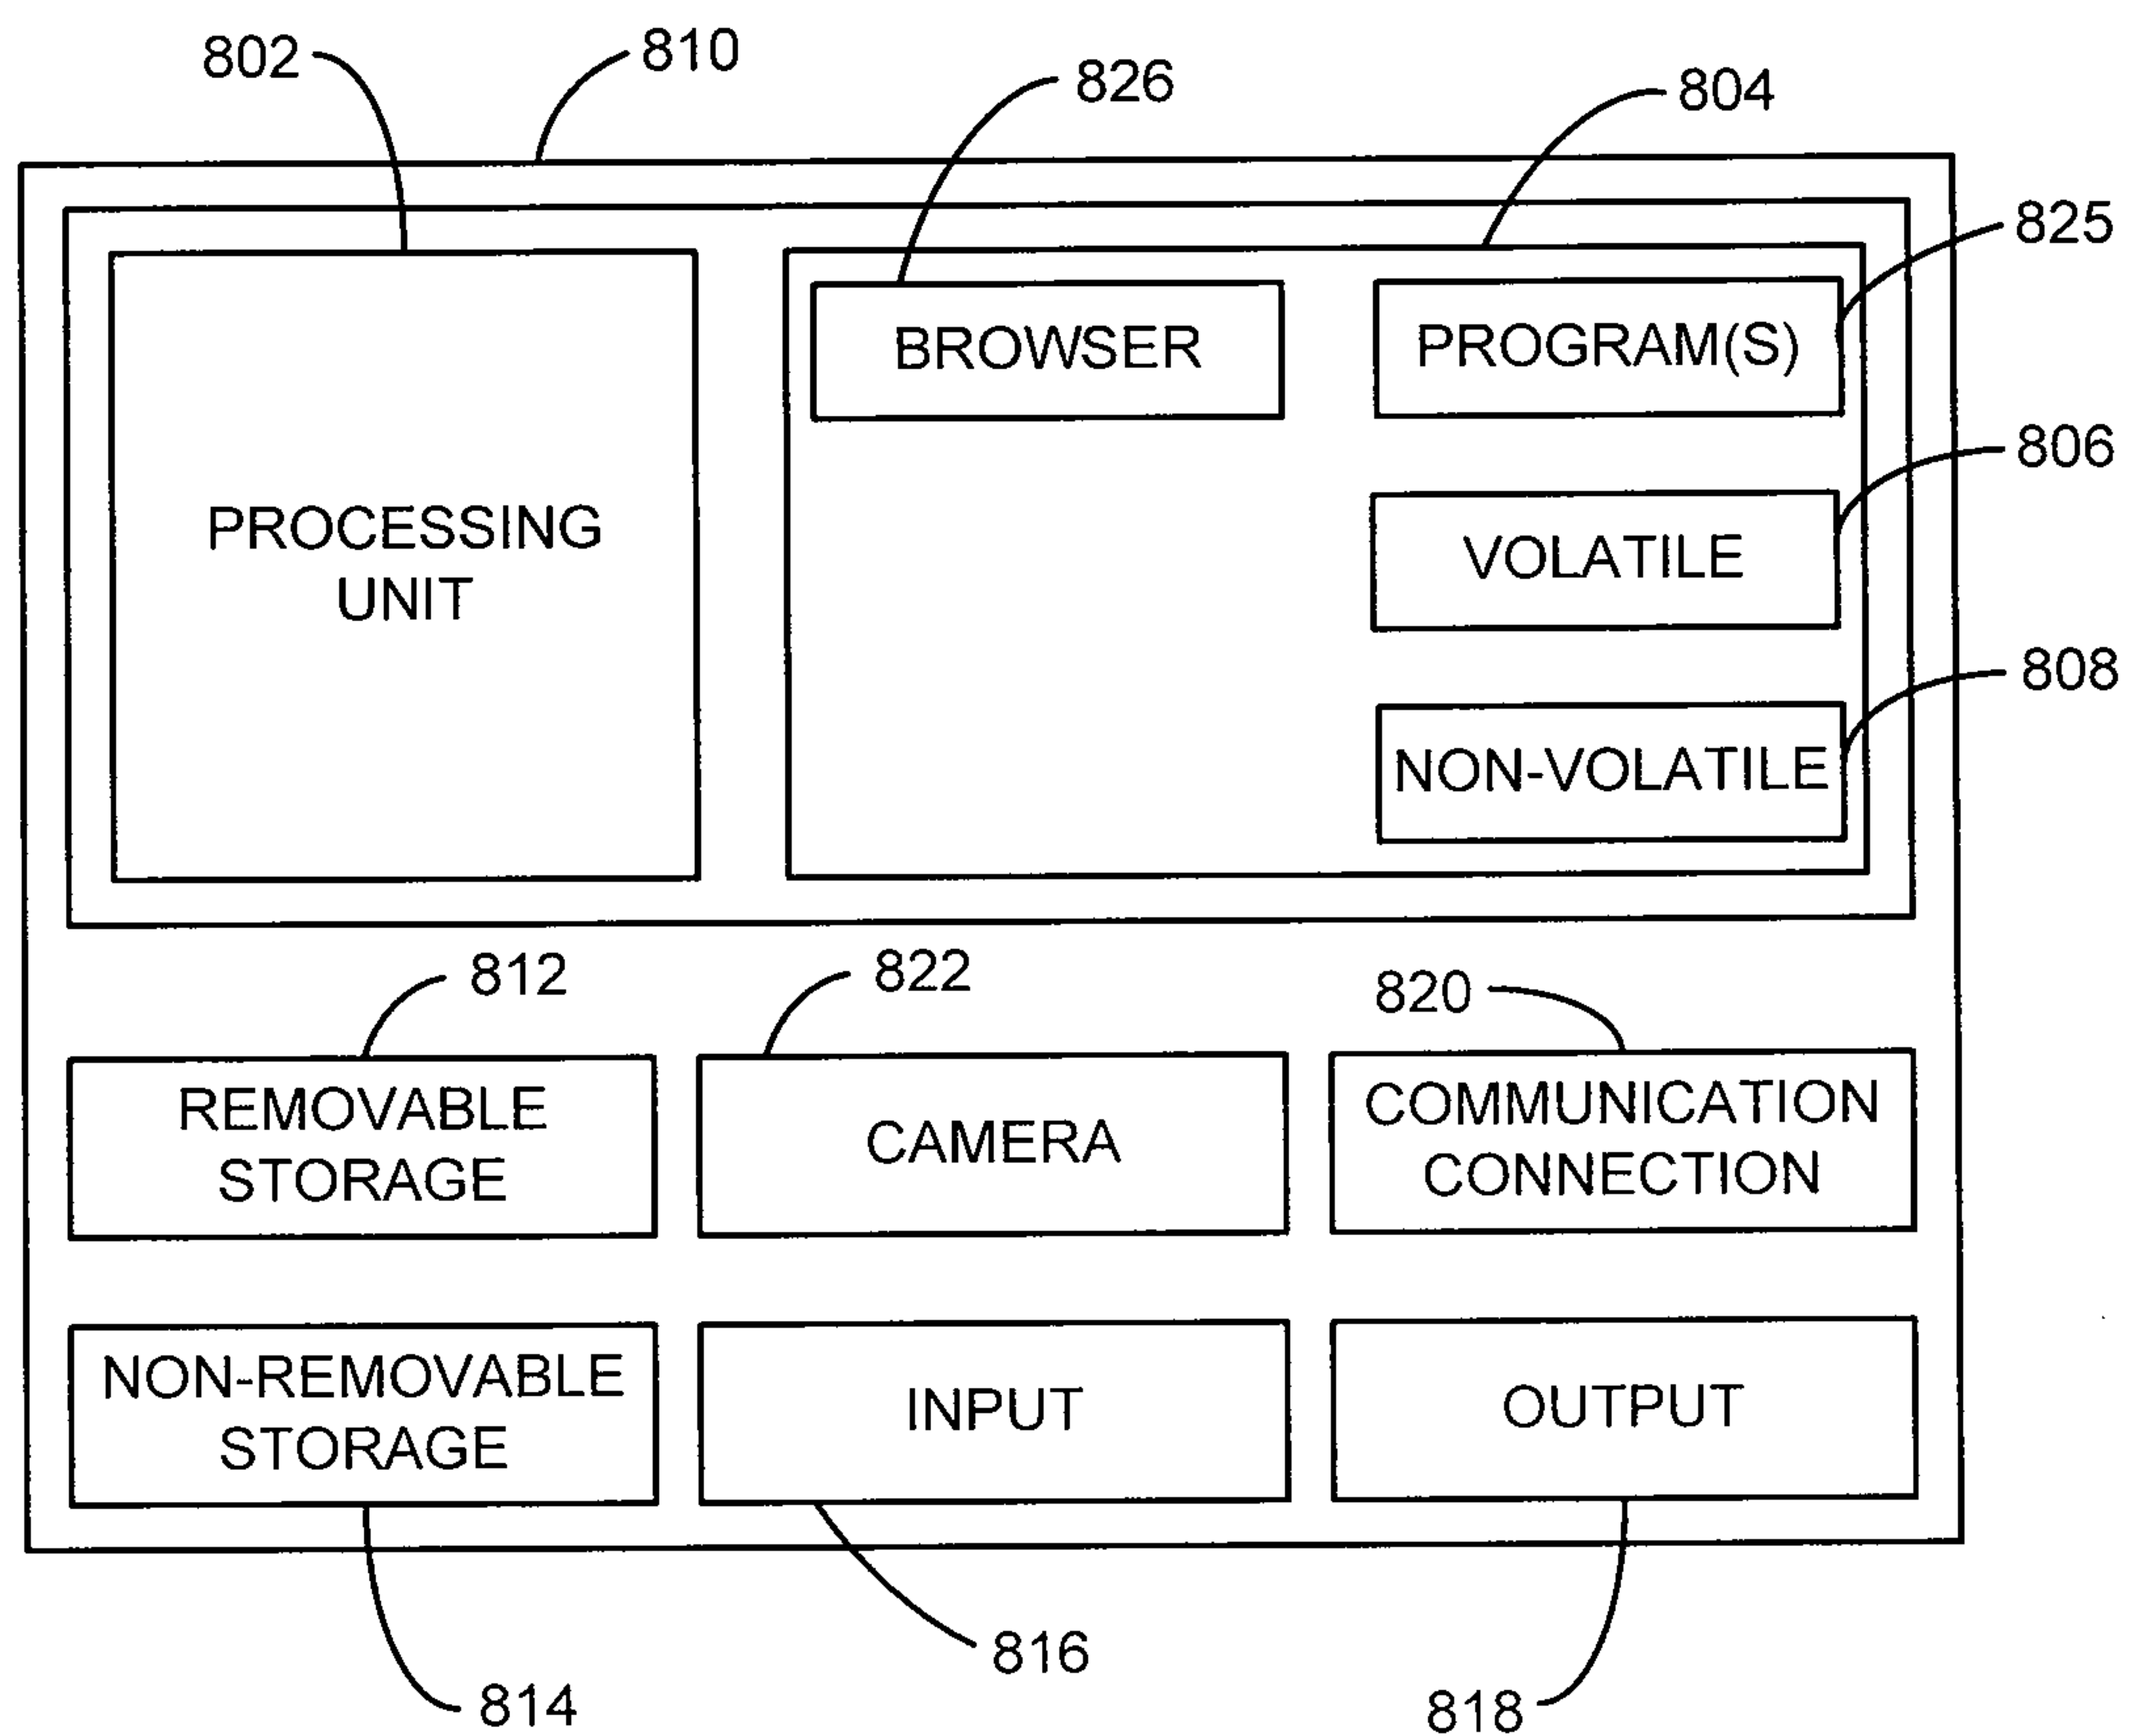 802
810
826
804
825
BROWSER
PROGRAM(S)
806
PROCESSING
UNIT
VOLATILE
808
NON-VOLATILE
812
822
820
REMOVABLE
STORAGE
CAMERA
COMMUNICATION
CONNECTION
NON-REMOVABLE
STORAGE
INPUT
OUTPUT
816
814
818